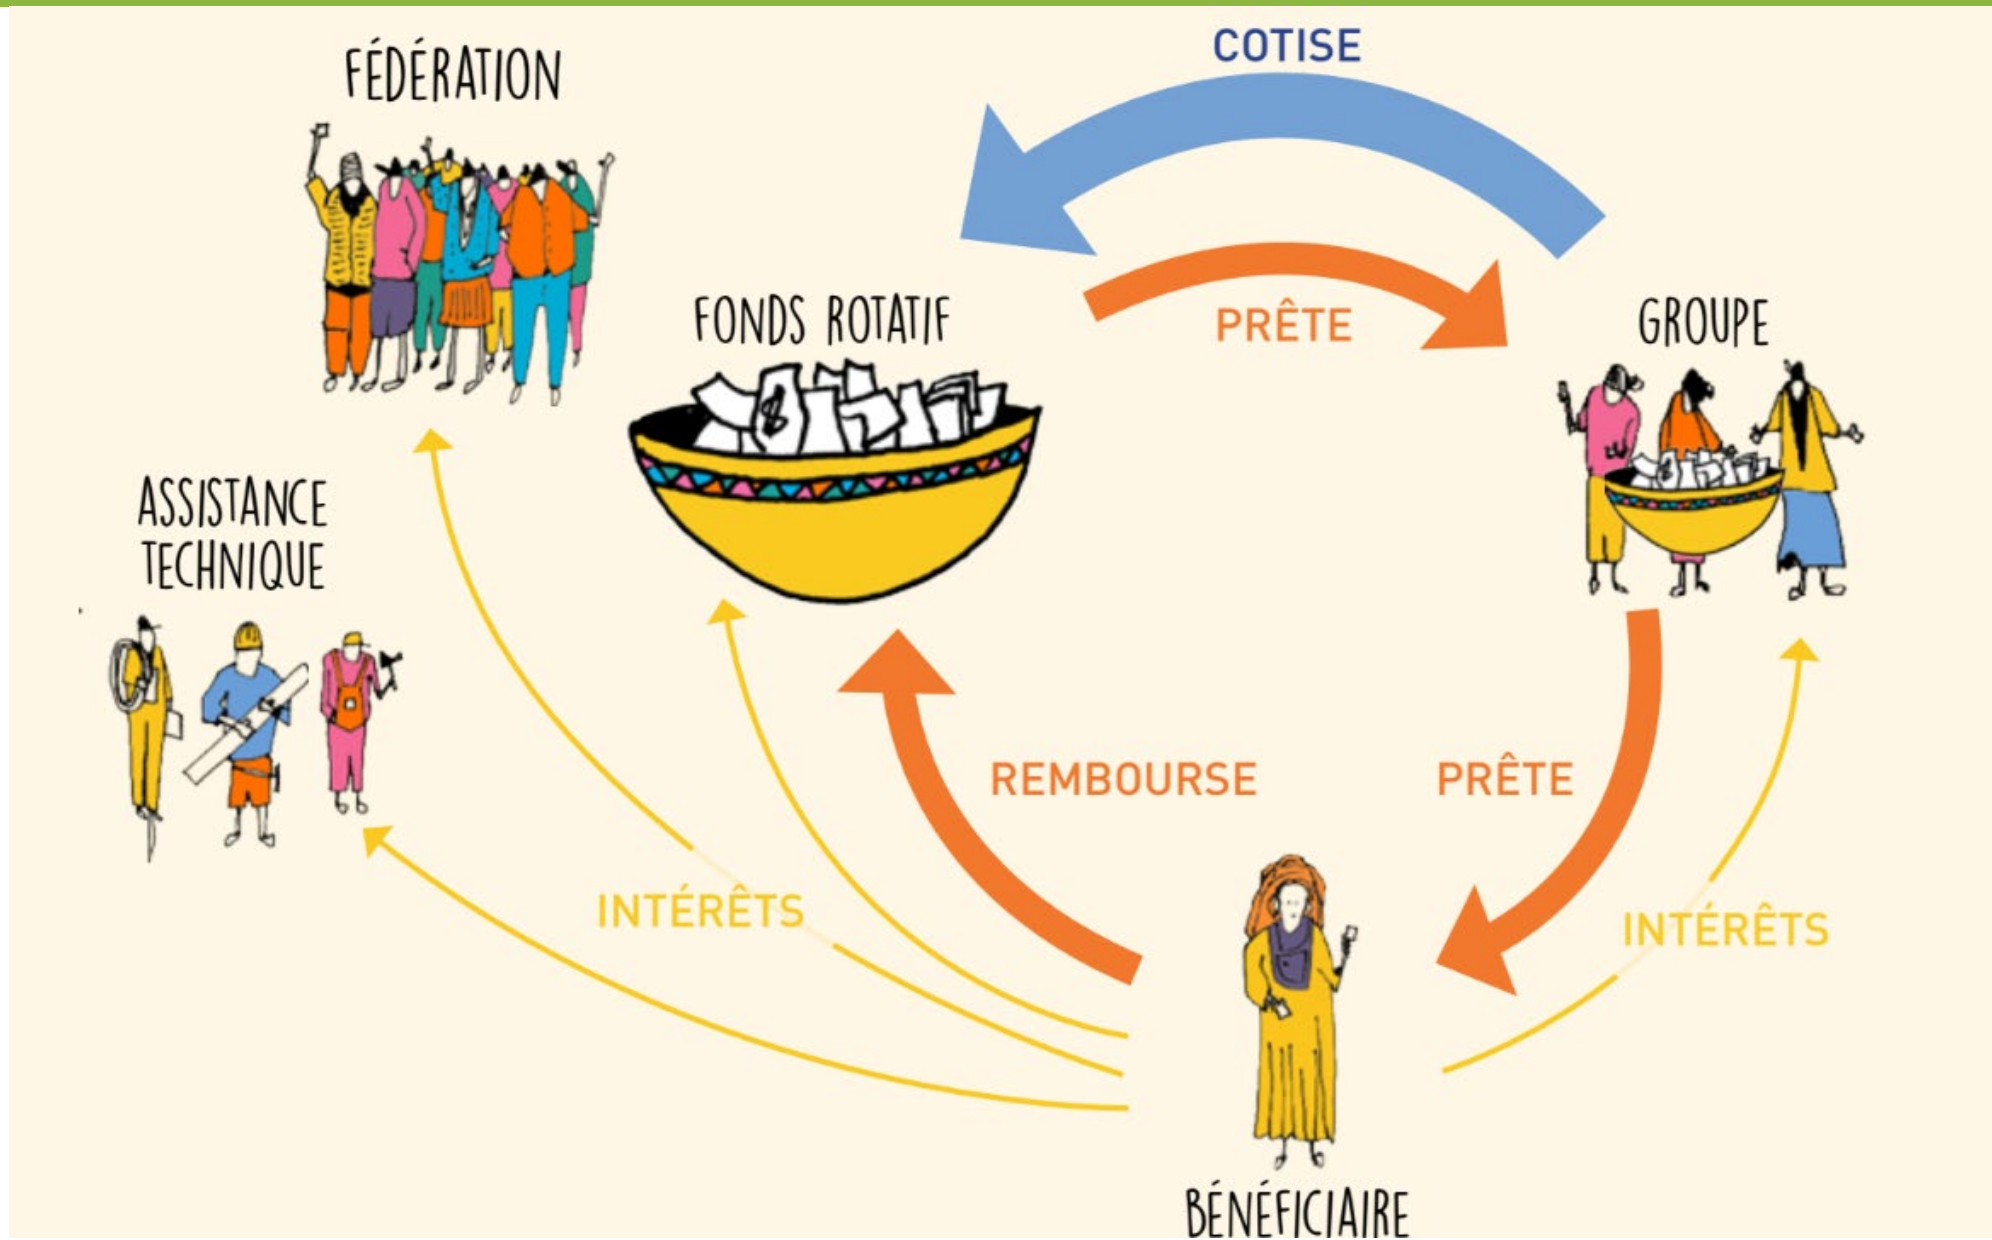 COTISE
FÉDÉRATION
FONDS ROTATIF
PRÊTE
GROUPE
ASSISTANCE
TECHNIQUE
REMBOURSE
PRÊTE
INTÉRÊTS
INTÉRÊTS
BÉNÉFICIAIRE